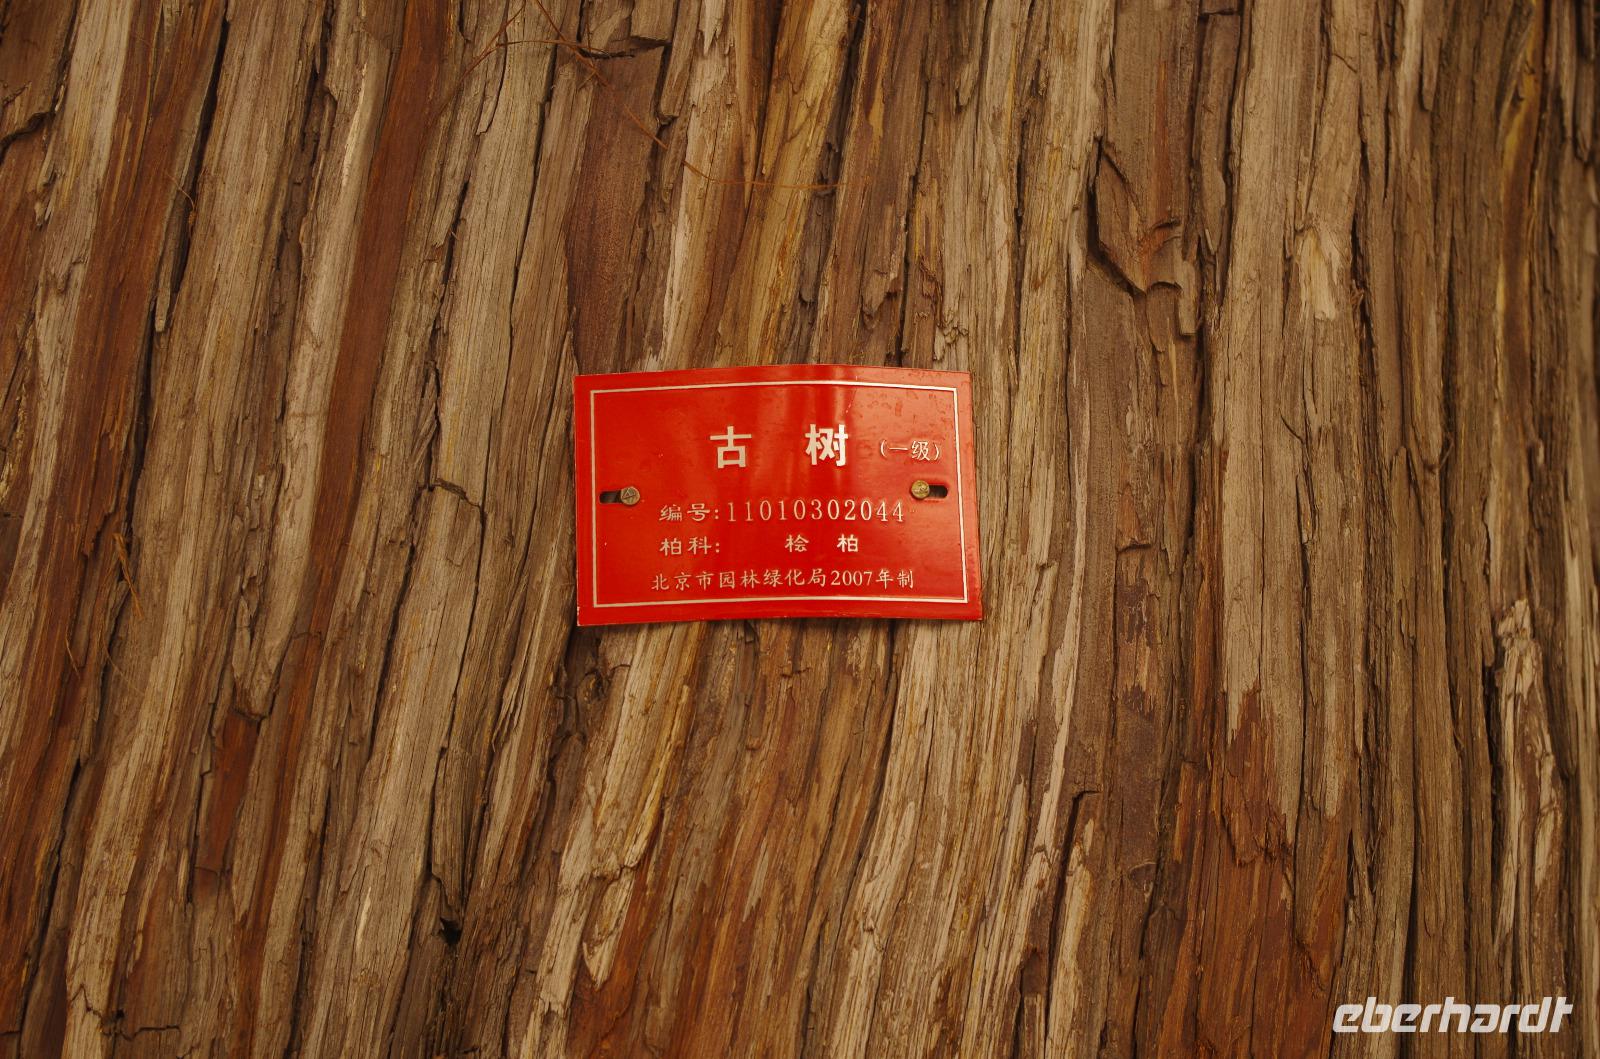 古 树 (一级)
编号:11010302044
柏科: 桧 柏
北京市园林绿化局2007年制
eberhardt